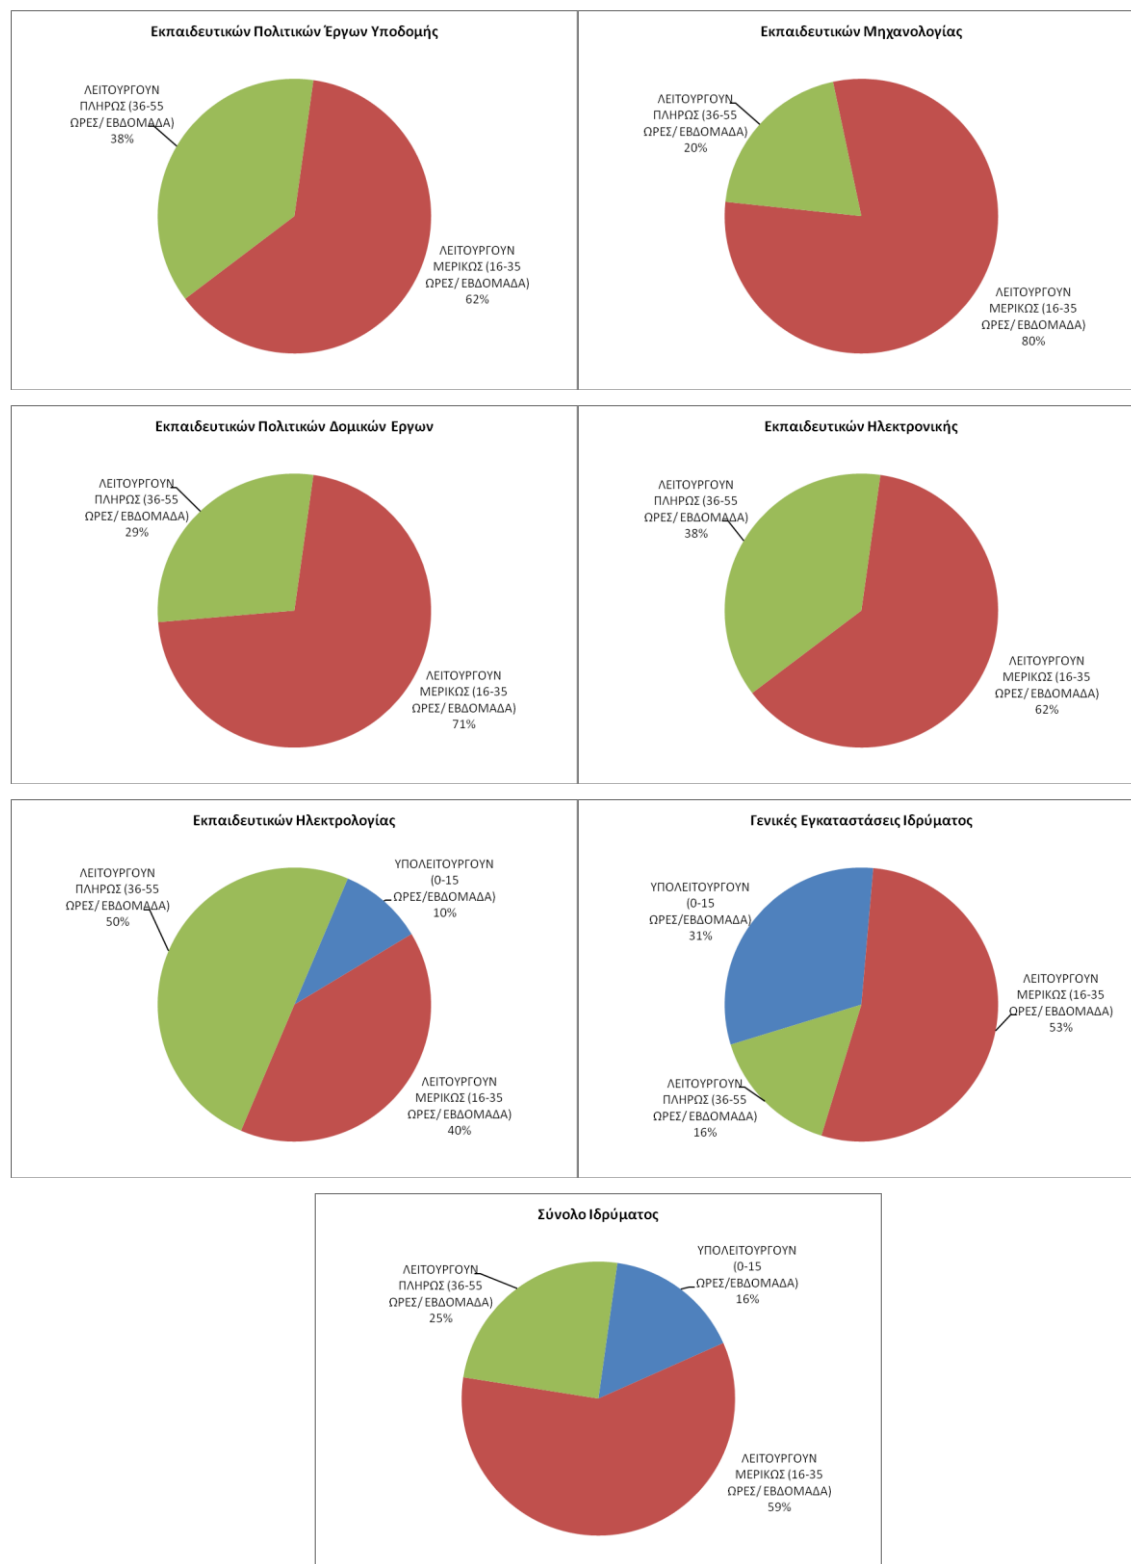 Εκπαιδευτικών Πολιτικών Έργων Υποδομής
ΛΕΙΤΟΥΡΓΟΥΝ
ΠΛΗΡΩΣ (36-55
ΩΡΕΣ/ ΕΒΔΟΜΑΔΑ)
38%
ΛΕΙΤΟΥΡΓΟΥΝ
ΜΕΡΙΚΩΣ (16-35
ΩΡΕΣ/ ΕΒΔΟΜΑΔΑ)
62%
Εκπαιδευτικών Μηχανολογίας
ΛΕΙΤΟΥΡΓΟΥΝ
ΠΛΗΡΩΣ (36-55
ΩΡΕΣ/ ΕΒΔΟΜΑΔΑ)
20%
ΛΕΙΤΟΥΡΓΟΥΝ
ΜΕΡΙΚΩΣ (16-35
ΩΡΕΣ/ ΕΒΔΟΜΑΔΑ)
80%
Εκπαιδευτικών Πολιτικών Δομικών Εργων
ΛΕΙΤΟΥΡΓΟΥΝ
ΠΛΗΡΩΣ (36-55
ΩΡΕΣ/ ΕΒΔΟΜΑΔΑ)
29%
ΛΕΙΤΟΥΡΓΟΥΝ
ΜΕΡΙΚΩΣ (16-35
ΩΡΕΣ/ ΕΒΔΟΜΑΔΑ)
71%
Εκπαιδευτικών Ηλεκτρονικής
ΛΕΙΤΟΥΡΓΟΥΝ
ΠΛΗΡΩΣ (36-55
ΩΡΕΣ/ ΕΒΔΟΜΑΔΑ)
38%
ΛΕΙΤΟΥΡΓΟΥΝ
ΜΕΡΙΚΩΣ (16-35
ΩΡΕΣ/ ΕΒΔΟΜΑΔΑ)
62%
Εκπαιδευτικών Ηλεκτρολογίας
ΛΕΙΤΟΥΡΓΟΥΝ
ΠΛΗΡΩΣ (36-55
ΩΡΕΣ/ ΕΒΔΟΜΑΔΑ)
50%
ΥΠΟΛΕΙΤΟΥΡΓΟΥΝ
(0-15
ΩΡΕΣ/ΕΒΔΟΜΑΔΑ)
10%
ΛΕΙΤΟΥΡΓΟΥΝ
ΜΕΡΙΚΩΣ (16-35
ΩΡΕΣ/ ΕΒΔΟΜΑΔΑ)
40%
Γενικές Εγκαταστάσεις Ιδρύματος
ΥΠΟΛΕΙΤΟΥΡΓΟΥΝ
(0-15
ΩΡΕΣ/ΕΒΔΟΜΑΔΑ)
31%
ΛΕΙΤΟΥΡΓΟΥΝ
ΜΕΡΙΚΩΣ (16-35
ΩΡΕΣ/ ΕΒΔΟΜΑΔΑ)
53%
ΛΕΙΤΟΥΡΓΟΥΝ
ΠΛΗΡΩΣ (36-55
ΩΡΕΣ/ ΕΒΔΟΜΑΔΑ)
16%
Σύνολο Ιδρύματος
ΛΕΙΤΟΥΡΓΟΥΝ
ΠΛΗΡΩΣ (36-55
ΩΡΕΣ/ ΕΒΔΟΜΑΔΑ)
25%
ΥΠΟΛΕΙΤΟΥΡΓΟΥΝ
(0-15
ΩΡΕΣ/ΕΒΔΟΜΑΔΑ)
16%
ΛΕΙΤΟΥΡΓΟΥΝ
ΜΕΡΙΚΩΣ (16-35
ΩΡΕΣ/ ΕΒΔΟΜΑΔΑ)
59%